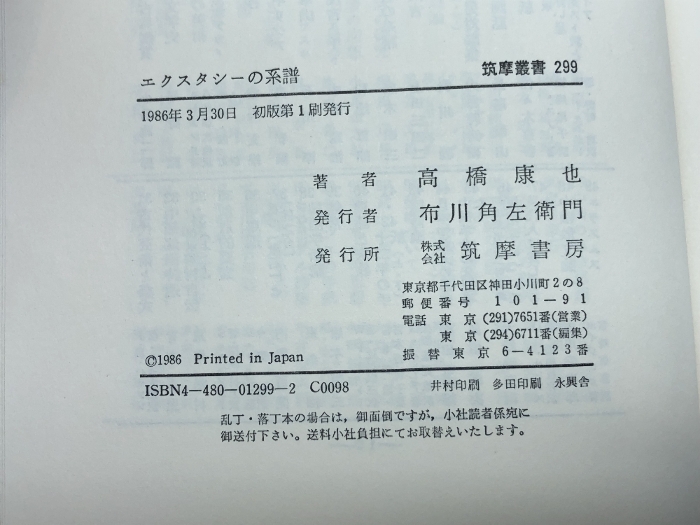 エクスタシーの系譜　筑摩叢書 299
1986年3月30日　初版第1刷発行
著者　高橋康也
発行者　布川角左衛門
発行所　株式会社　筑摩書房
東京都千代田区神田小川町2の8
郵便番号　101-91
電話　東京 (291)7651番(営業)
東京 (294)6711番(編集)
振替東京　6-4123番
©1986 Printed in Japan
ISBN4-480-01299-2 C0098　井村印刷　多田印刷　永興舎
乱丁・落丁本の場合は，御面倒ですが，小社読者係宛に
御送付下さい。送料小社負担にてお取替えいたします。